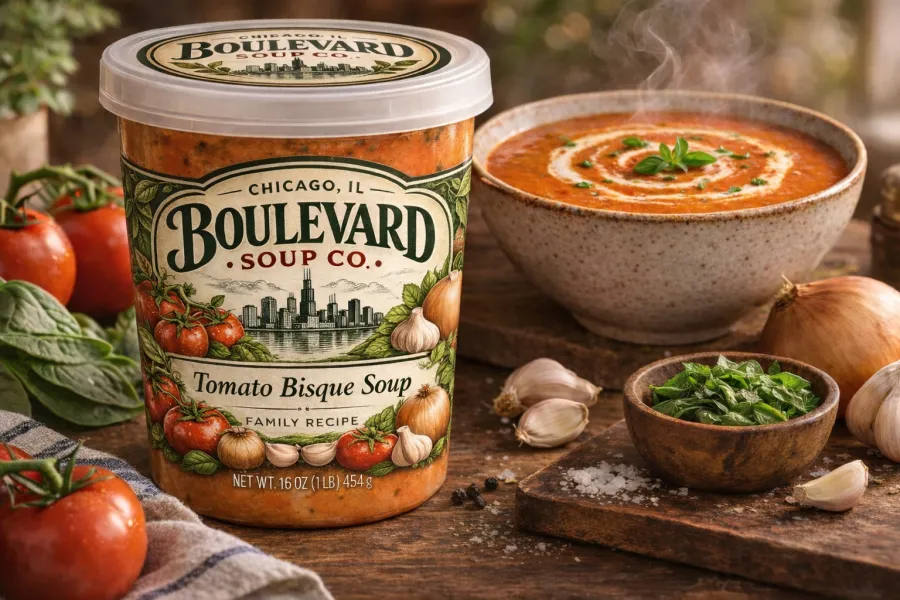 CHICAGO, IL
BOULEVARD
SOUP CO.
CHICAGO, IL
BOULEVARD
SOUP CO.
Tomato Bisque Soup
FAMILY RECIPE
NET WT. 16 OZ (1 LB) 454 g